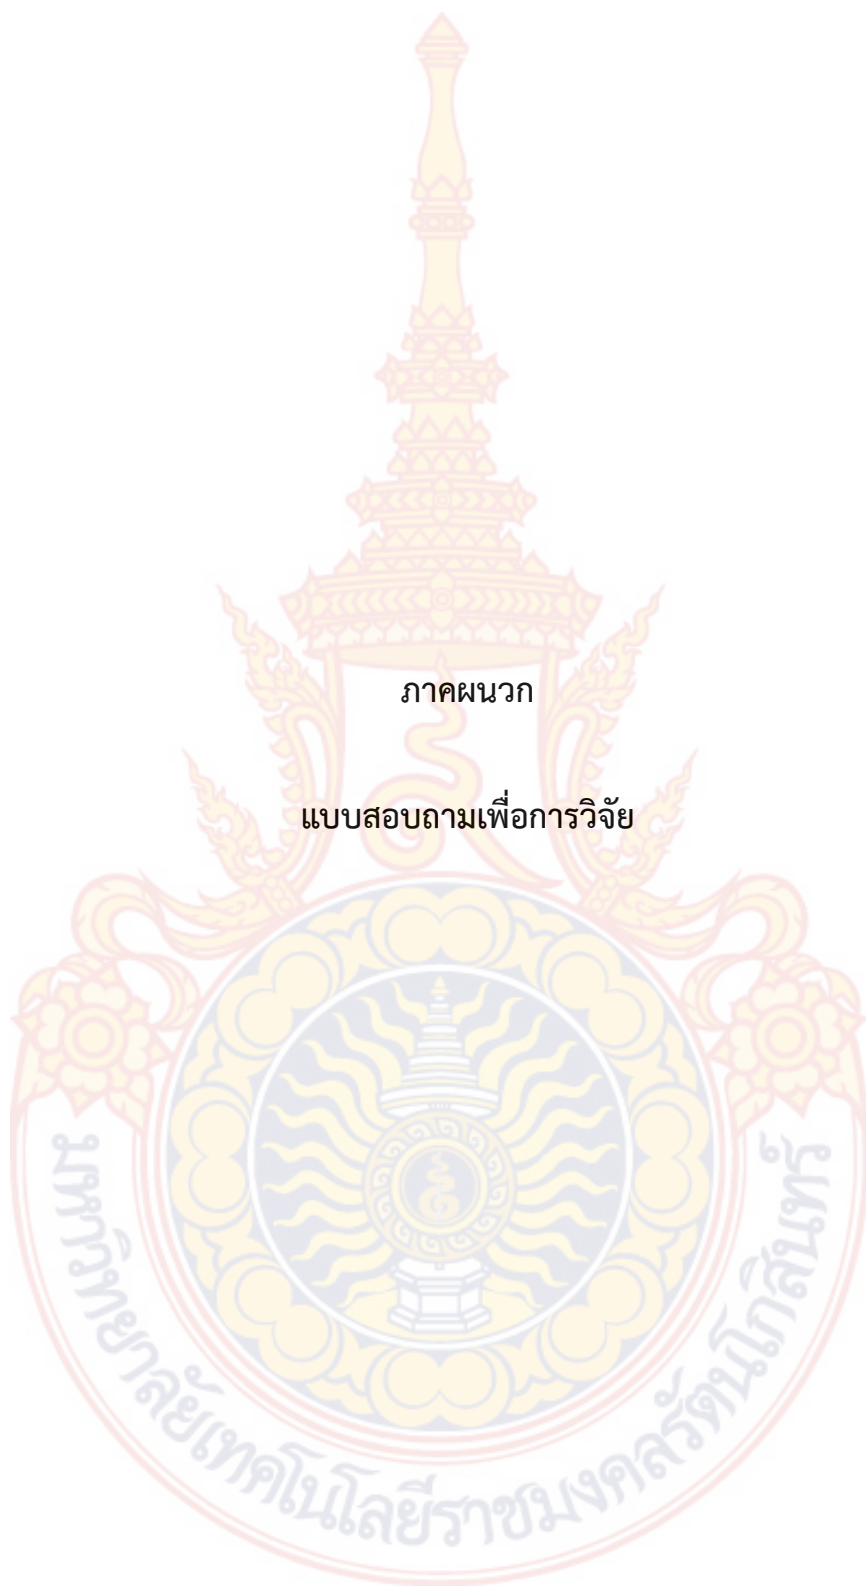 ภาคผนวก
แบบสอบถามเพื่อการวิจัย
มหาวิทยาลัยเทคโนโลยีราชมงคลรัตนโกสินทร์